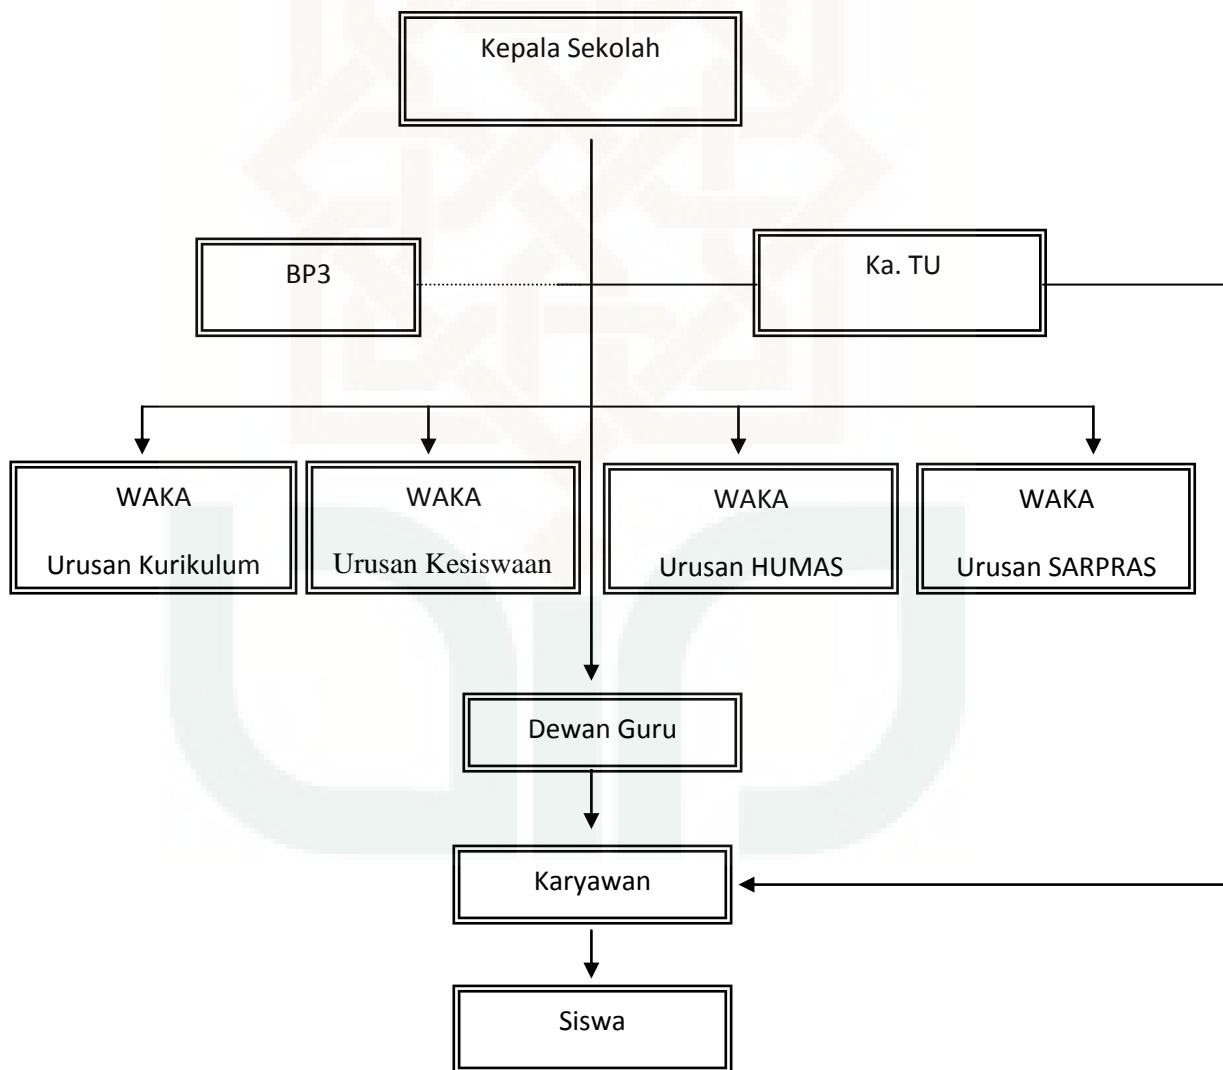 Kepala Sekolah
BP3
Ka. TU
WAKA
Urusan Kurikulum
WAKA
Urusan Kesiswaan
WAKA
Urusan HUMAS
WAKA
Urusan SARPRAS
Dewan Guru
Karyawan
Siswa